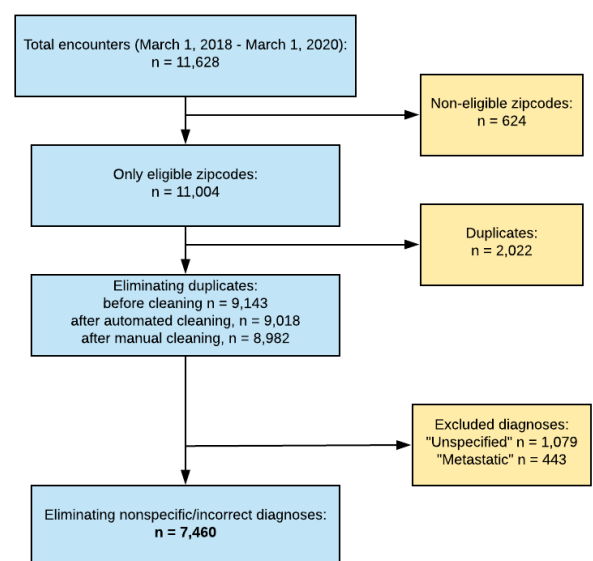 Total encounters (March 1, 2018 - March 1, 2020):
n = 11,628
Non-eligible zipcodes:
n = 624
Only eligible zipcodes:
n = 11,004
Duplicates:
n = 2,022
Eliminating duplicates:
before cleaning n = 9,143
after automated cleaning, n = 9,018
after manual cleaning, n = 8,982
Excluded diagnoses:
"Unspecified" n = 1,079
"Metastatic" n = 443
Eliminating nonspecific/incorrect diagnoses:
n = 7,460